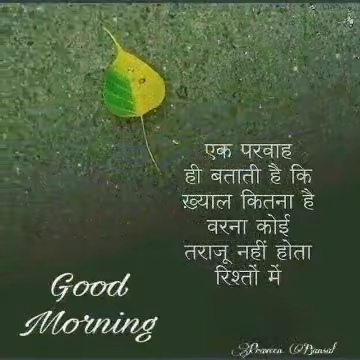 एक परवाह
ही बताती है कि
ख़्याल कितना है
वरना कोई
तराजू नहीं होता
रिश्तों में
Good
Morning
Praveen Bansal